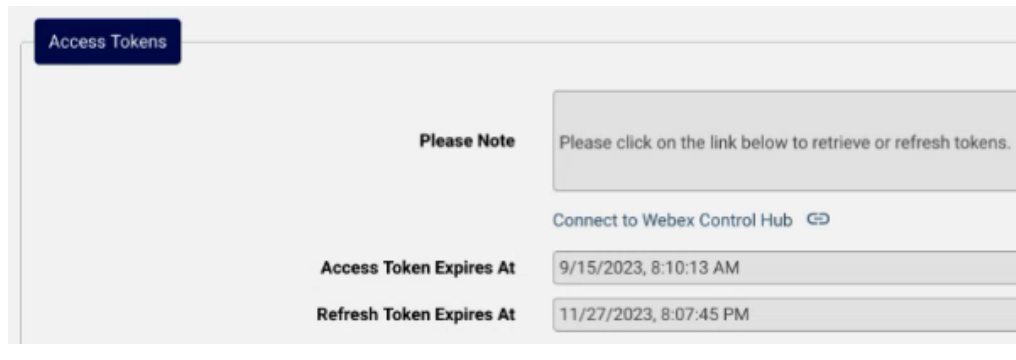 Access Tokens
Please Note
Please click on the link below to retrieve or refresh tokens.
Connect to Webex Control Hub
Access Token Expires At
9/15/2023, 8:10:13 AM
Refresh Token Expires At
11/27/2023, 8:07:45 PM